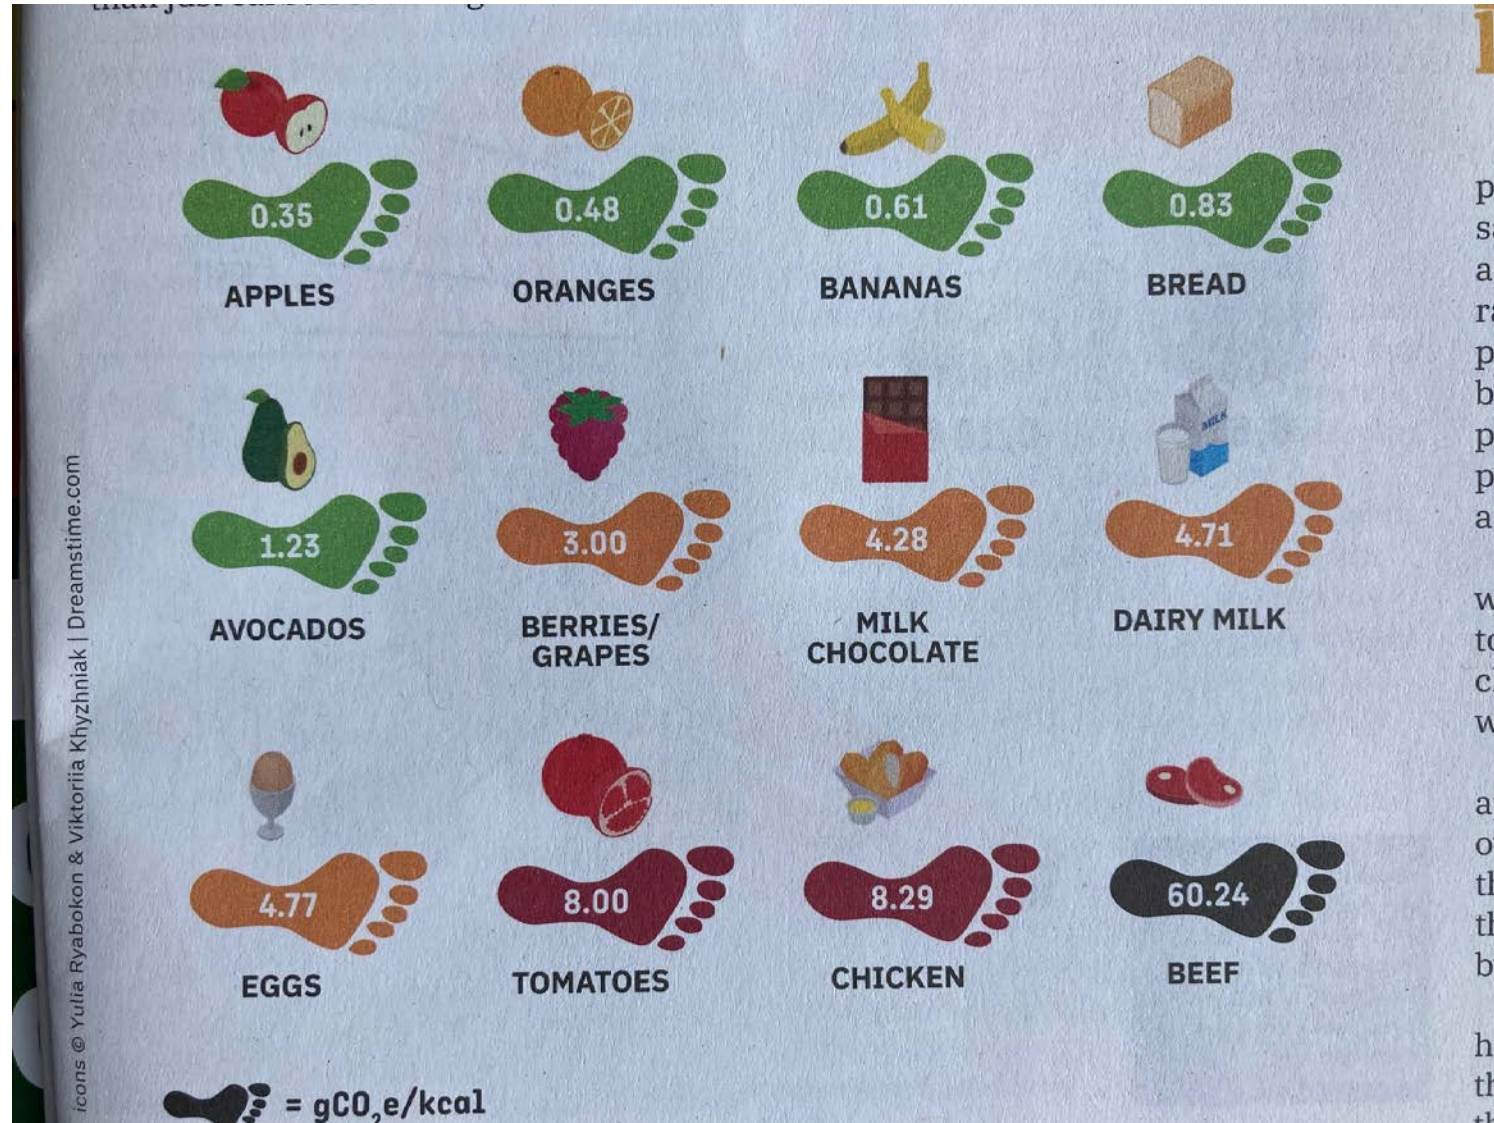 0.35
0.48
0.61
0.83
APPLES
ORANGES
BANANAS
BREAD
1.23
3.00
4.28
4.71
MILK
AVOCADOS
BERRIES/
GRAPES
MILK
CHOCOLATE
DAIRY MILK
4.77
8.00
8.29
60.24
EGGS
TOMATOES
CHICKEN
BEEF
= gCO₂e/kcal
icons © Yulia Ryabokon & Viktoriia Khyzhniak | Dreamstime.com